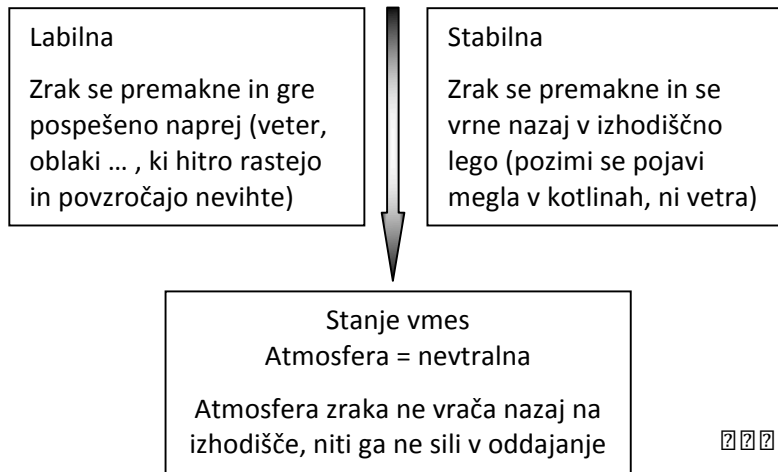 Labilna
Zrak se premakne in gre
pospešeno naprej (veter,
oblaki … , ki hitro rastejo
in povzročajo nevihte)
Stabilna
Zrak se premakne in se
vrne nazaj v izhodiščno
lego (pozimi se pojavi
megla v kotlinah, ni vetra)
Stanje vmes
Atmosfera = nevtralna
Atmosfera zraka ne vrača nazaj na
izhodišče, niti ga ne sili v oddajanje